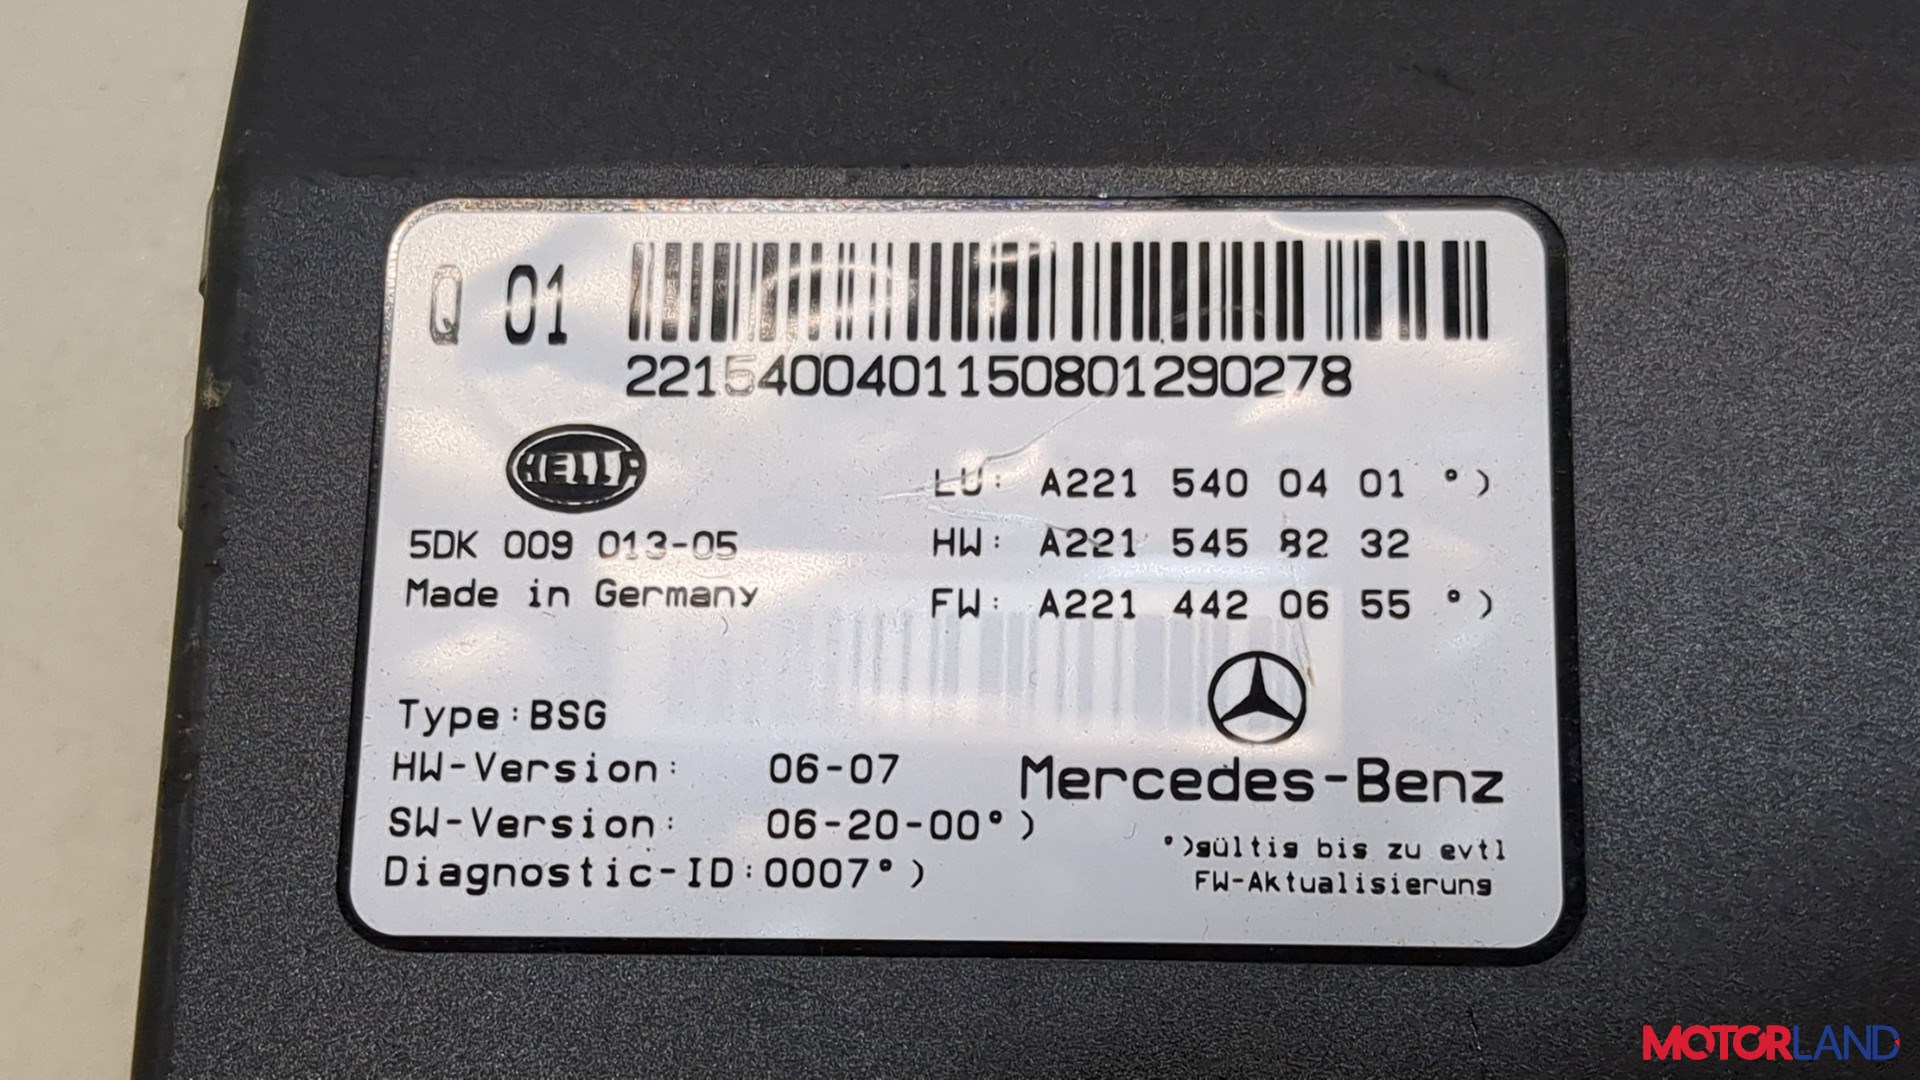 Q 01
2215400401150801290278
HELLA
LU: A221 540 04 01 °)
5DK 009 013-05
HW: A221 545 82 32
Made in Germany
FW: A221 442 06 55 °)
Type:BSG
HW-Version: 06-07
Mercedes-Benz
SW-Version: 06-20-00°)
Diagnostic-ID:0007°)
°)gültig bis zu evtl
FW-Aktualisierung
MOTORLAND